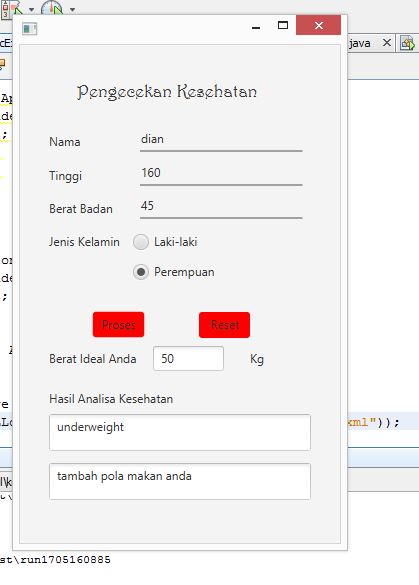 java
Pengecekan Kesehatan
Nama dian
Tinggi 160
Berat Badan 45
Jenis Kelamin Laki-laki
Perempuan
Proses Reset
Berat Ideal Anda 50 Kg
Hasil Analisa Kesehatan
underweight
xml"));
tambah pola makan anda
st\run1705160885